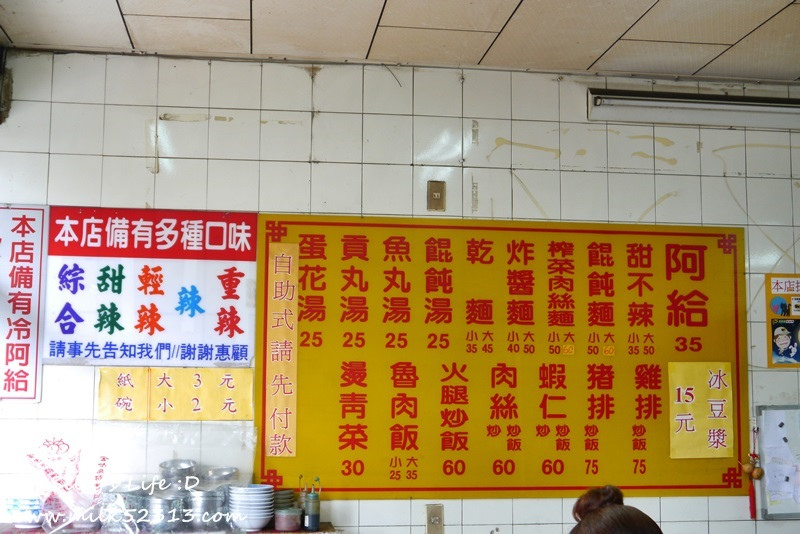 本店備有冷阿給
本店備有多種口味
重辣
辣
輕辣
甜辣
綜合
請事先告知我們//謝謝惠顧
紙碗
大3元
小2元
自助式請先付款
阿給 35
甜不辣 小35 大50
餛飩麵 小50 大60
榨菜肉絲麵 小50 大60
炸醬麵 小40 大50
乾麵 小35 大45
餛飩湯 25
魚丸湯 25
貢丸湯 25
蛋花湯 25
冰豆漿 15元
雞排 炒飯 75
豬排 炒飯 75
蝦仁 炒 炒飯 60
肉絲 炒 炒飯 60
火腿炒飯 60
魯肉飯 小25 大35
燙青菜 30
Life :D